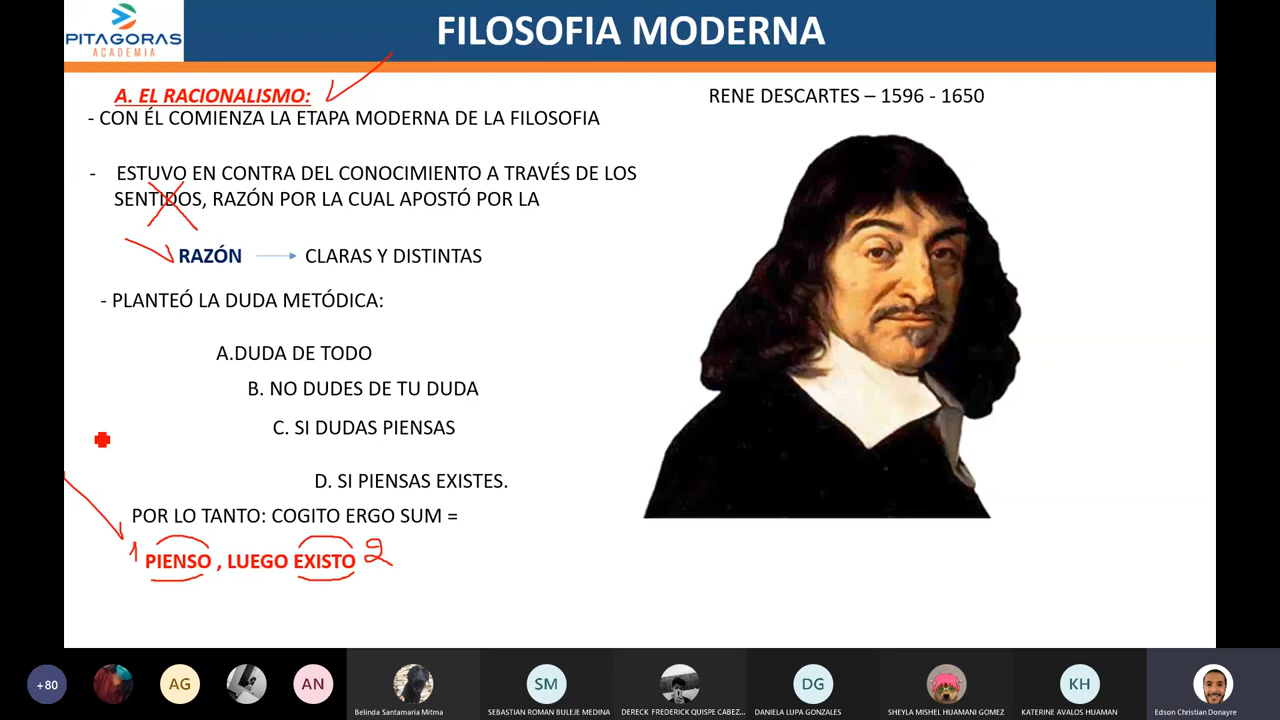 PITAGORAS
ACADEMIA
FILOSOFIA MODERNA
A. EL RACIONALISMO:
- CON ÉL COMIENZA LA ETAPA MODERNA DE LA FILOSOFIA
RENE DESCARTES – 1596 - 1650
- ESTUVO EN CONTRA DEL CONOCIMIENTO A TRAVÉS DE LOS
SENTIDOS, RAZÓN POR LA CUAL APOSTÓ POR LA
RAZÓN CLARAS Y DISTINTAS
- PLANTEÓ LA DUDA METÓDICA:
A.DUDA DE TODO
B. NO DUDES DE TU DUDA
C. SI DUDAS PIENSAS
D. SI PIENSAS EXISTES.
POR LO TANTO: COGITO ERGO SUM =
1 PIENSO , LUEGO EXISTO 2
+80
AG
AN
SM
DG
KH
Belinda Santamaria Mitma
SEBASTIAN ROMAN BULEJE MEDINA
DERECK FREDERICK QUISPE CABEZ...
DANIELA LUPA GONZALES
SHEYLA MISHEL HUAMANI GOMEZ
KATERINE AVALOS HUAMAN
Edson Christian Donayre